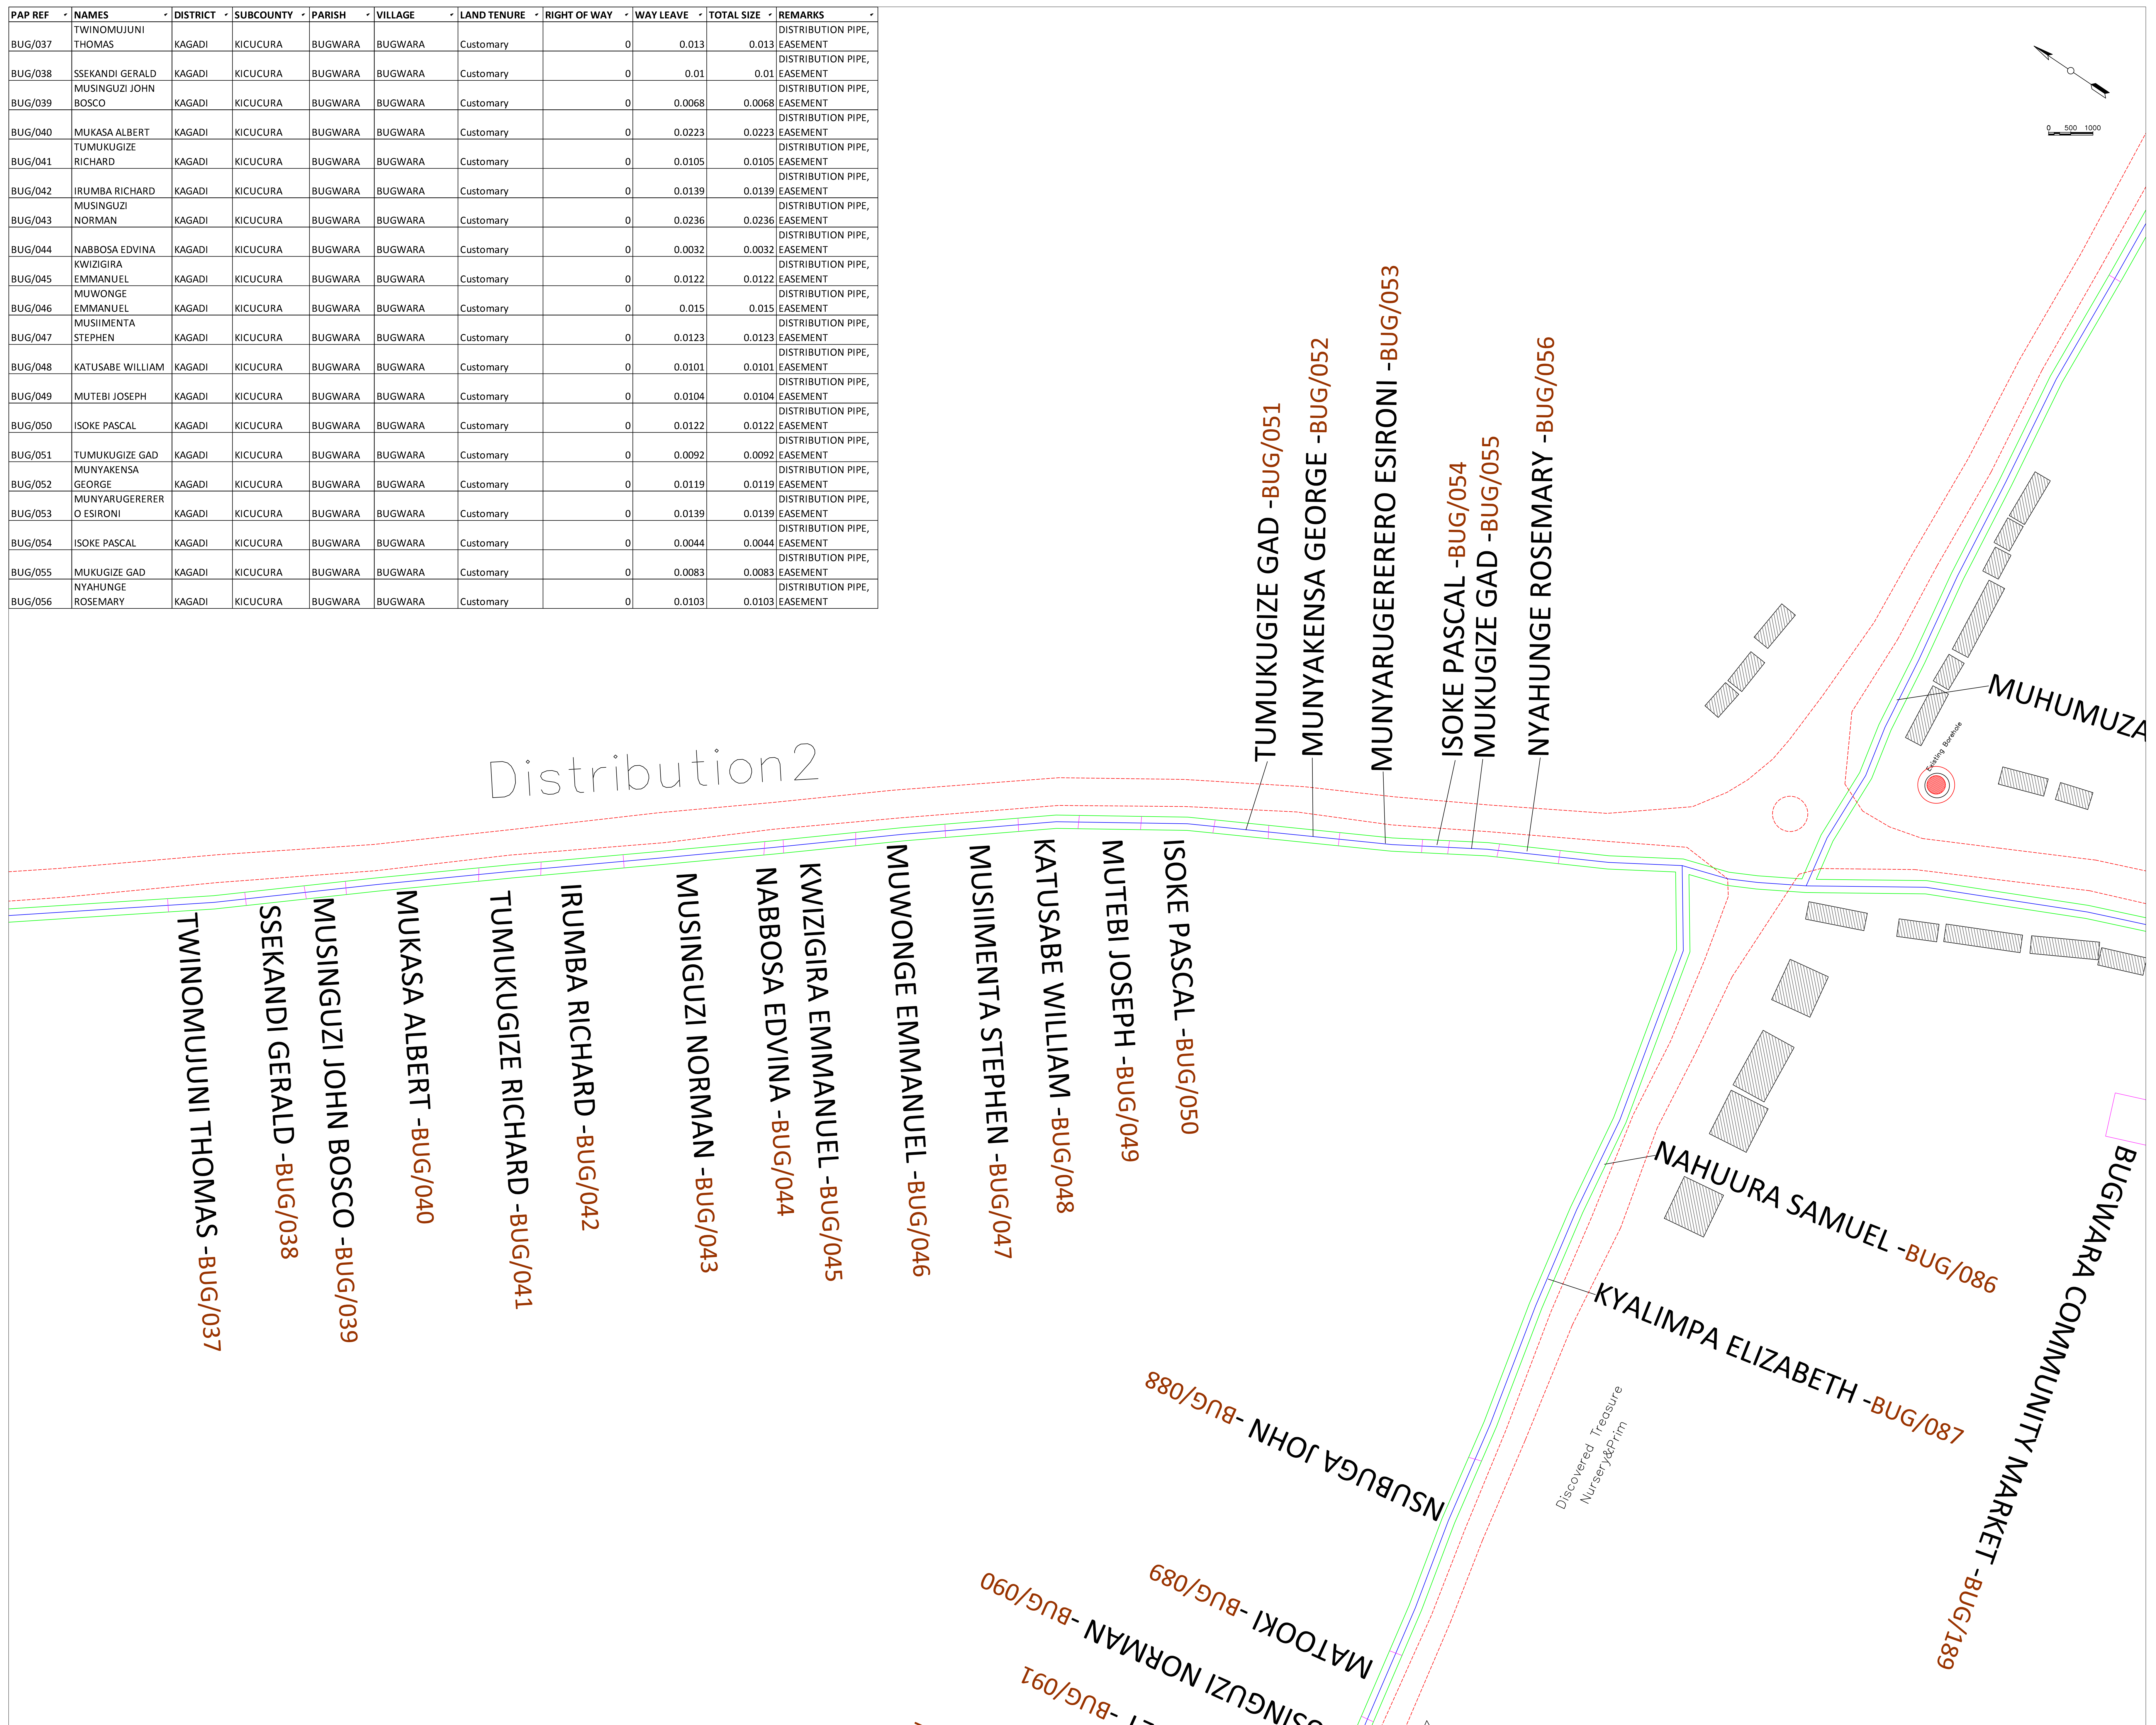 PAP REF NAMES DISTRICT SUBCOUNTY PARISH VILLAGE LAND TENURE RIGHT OF WAY WAY LEAVE TOTAL SIZE REMARKS
BUG/037 TWINOMUJUNI THOMAS KAGADI KICUCURA BUGWARA BUGWARA Customary 0 0.013 0.013 DISTRIBUTION PIPE, EASEMENT
BUG/038 SSEKANDI GERALD KAGADI KICUCURA BUGWARA BUGWARA Customary 0 0.01 0.01 DISTRIBUTION PIPE, EASEMENT
BUG/039 MUSINGUZI JOHN BOSCO KAGADI KICUCURA BUGWARA BUGWARA Customary 0 0.0068 0.0068 DISTRIBUTION PIPE, EASEMENT
BUG/040 MUKASA ALBERT KAGADI KICUCURA BUGWARA BUGWARA Customary 0 0.0223 0.0223 DISTRIBUTION PIPE, EASEMENT
BUG/041 TUMUKUGIZE RICHARD KAGADI KICUCURA BUGWARA BUGWARA Customary 0 0.0105 0.0105 DISTRIBUTION PIPE, EASEMENT
BUG/042 IRUMBA RICHARD KAGADI KICUCURA BUGWARA BUGWARA Customary 0 0.0139 0.0139 DISTRIBUTION PIPE, EASEMENT
BUG/043 MUSINGUZI NORMAN KAGADI KICUCURA BUGWARA BUGWARA Customary 0 0.0236 0.0236 DISTRIBUTION PIPE, EASEMENT
BUG/044 NABBOSA EDVINA KAGADI KICUCURA BUGWARA BUGWARA Customary 0 0.0032 0.0032 DISTRIBUTION PIPE, EASEMENT
BUG/045 KWIZIGIRA EMMANUEL KAGADI KICUCURA BUGWARA BUGWARA Customary 0 0.0122 0.0122 DISTRIBUTION PIPE, EASEMENT
BUG/046 MUWONGE EMMANUEL KAGADI KICUCURA BUGWARA BUGWARA Customary 0 0.015 0.015 DISTRIBUTION PIPE, EASEMENT
BUG/047 MUSIIMENTA STEPHEN KAGADI KICUCURA BUGWARA BUGWARA Customary 0 0.0123 0.0123 DISTRIBUTION PIPE, EASEMENT
BUG/048 KATUSABE WILLIAM KAGADI KICUCURA BUGWARA BUGWARA Customary 0 0.0101 0.0101 DISTRIBUTION PIPE, EASEMENT
BUG/049 MUTEBI JOSEPH KAGADI KICUCURA BUGWARA BUGWARA Customary 0 0.0104 0.0104 DISTRIBUTION PIPE, EASEMENT
BUG/050 ISOKE PASCAL KAGADI KICUCURA BUGWARA BUGWARA Customary 0 0.0122 0.0122 DISTRIBUTION PIPE, EASEMENT
BUG/051 TUMUKUGIZE GAD KAGADI KICUCURA BUGWARA BUGWARA Customary 0 0.0092 0.0092 DISTRIBUTION PIPE, EASEMENT
BUG/052 MUNYAKENSA GEORGE KAGADI KICUCURA BUGWARA BUGWARA Customary 0 0.0119 0.0119 DISTRIBUTION PIPE, EASEMENT
BUG/053 MUNYARUGERERER O ESIRONI KAGADI KICUCURA BUGWARA BUGWARA Customary 0 0.0139 0.0139 DISTRIBUTION PIPE, EASEMENT
BUG/054 ISOKE PASCAL KAGADI KICUCURA BUGWARA BUGWARA Customary 0 0.0044 0.0044 DISTRIBUTION PIPE, EASEMENT
BUG/055 MUKUGIZE GAD KAGADI KICUCURA BUGWARA BUGWARA Customary 0 0.0083 0.0083 DISTRIBUTION PIPE, EASEMENT
BUG/056 NYAHUNGE ROSEMARY KAGADI KICUCURA BUGWARA BUGWARA Customary 0 0.0103 0.0103 DISTRIBUTION PIPE, EASEMENT
0 500 1000
TUMUKUGIZE GAD -BUG/051
MUNYAKENSA GEORGE -BUG/052
MUNYARUGERERERO ESIRONI -BUG/053
ISOKE PASCAL -BUG/054
MUKUGIZE GAD -BUG/055
NYAHUNGE ROSEMARY -BUG/056
MUHUMUZA
Existing Borehole
Distribution2
TWINOMUJUNI THOMAS -BUG/037
SSEKANDI GERALD -BUG/038
MUSINGUZI JOHN BOSCO -BUG/039
MUKASA ALBERT -BUG/040
TUMUKUGIZE RICHARD -BUG/041
IRUMBA RICHARD -BUG/042
MUSINGUZI NORMAN -BUG/043
NABBOSA EDVINA -BUG/044
KWIZIGIRA EMMANUEL -BUG/045
MUWONGE EMMANUEL -BUG/046
MUSIIMENTA STEPHEN -BUG/047
KATUSABE WILLIAM -BUG/048
MUTEBI JOSEPH -BUG/049
ISOKE PASCAL -BUG/050
NAHUURA SAMUEL -BUG/086
KYALIMPA ELIZABETH -BUG/087
BUGWARA COMMUNITY MARKET -BUG/189
Discovered Treasure
Nursery&Prim
NSUBUGA JOHN -BUG/088
MATOOKI -BUG/089
USINGUZI NORMAN -BUG/090
-BUG/091